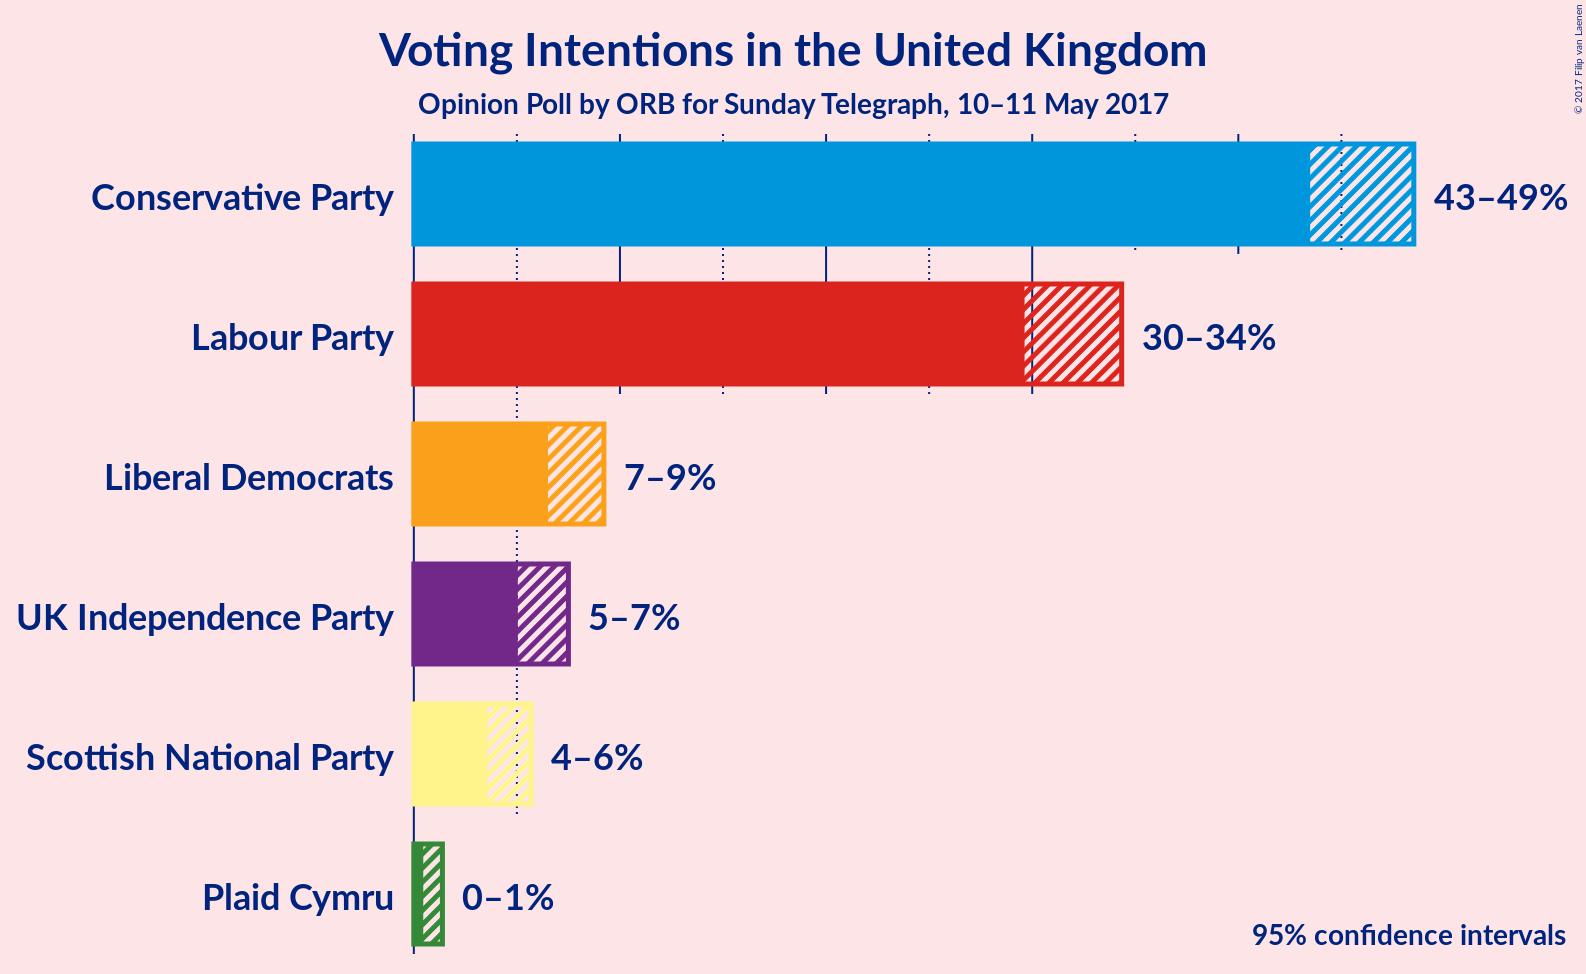 Voting Intentions in the United Kingdom
Opinion Poll by ORB for Sunday Telegraph, 10–11 May 2017
© 2017 Filip van Laenen
Conservative Party
43–49%
Labour Party
30–34%
Liberal Democrats
7–9%
UK Independence Party
5–7%
Scottish National Party
4–6%
Plaid Cymru
0–1%
95% confidence intervals